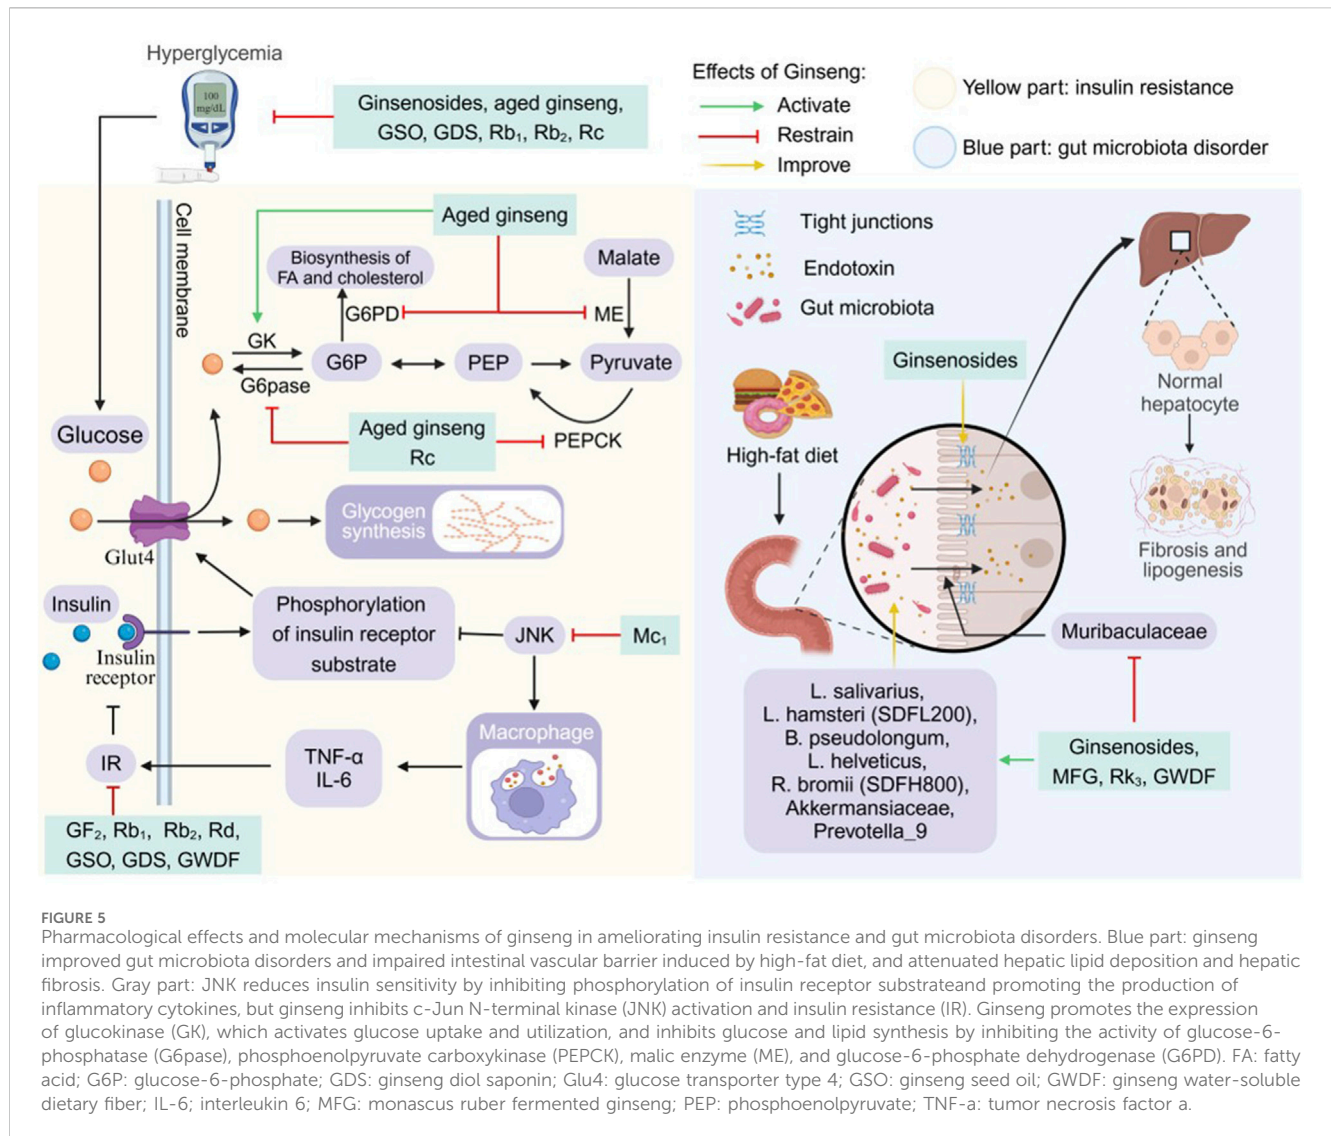 Hyperglycemia
100
mg/dL
Ginsenosides, aged ginseng,
GSO, GDS, Rb₁, Rb₂, Rc
Effects of Ginseng:
Activate
Restrain
Improve
Yellow part: insulin resistance
Blue part: gut microbiota disorder
Cell membrane
Aged ginseng
Biosynthesis of
FA and cholesterol
Malate
G6PD
ME
GK
G6P
PEP
Pyruvate
G6pase
Aged ginseng
Rc
PEPCK
Glucose
Glycogen
synthesis
Glut4
Insulin
Insulin
receptor
Phosphorylation
of insulin receptor
substrate
JNK
Mc₁
Macrophage
TNF-α
IL-6
IR
GF₂, Rb₁, Rb₂, Rd,
GSO, GDS, GWDF
Tight junctions
Endotoxin
Gut microbiota
Ginsenosides
High-fat diet
Normal
hepatocyte
Fibrosis and
lipogenesis
Muribaculaceae
L. salivarius,
L. hamsteri (SDFL200),
B. pseudolongum,
L. helveticus,
R. bromii (SDFH800),
Akkermansiaceae,
Prevotella_9
Ginsenosides,
MFG, Rk₃, GWDF
FIGURE 5
Pharmacological effects and molecular mechanisms of ginseng in ameliorating insulin resistance and gut microbiota disorders. Blue part: ginseng
improved gut microbiota disorders and impaired intestinal vascular barrier induced by high-fat diet, and attenuated hepatic lipid deposition and hepatic
fibrosis. Gray part: JNK reduces insulin sensitivity by inhibiting phosphorylation of insulin receptor substrateand promoting the production of
inflammatory cytokines, but ginseng inhibits c-Jun N-terminal kinase (JNK) activation and insulin resistance (IR). Ginseng promotes the expression
of glucokinase (GK), which activates glucose uptake and utilization, and inhibits glucose and lipid synthesis by inhibiting the activity of glucose-6-
phosphatase (G6pase), phosphoenolpyruvate carboxykinase (PEPCK), malic enzyme (ME), and glucose-6-phosphate dehydrogenase (G6PD). FA: fatty
acid; G6P: glucose-6-phosphate; GDS: ginseng diol saponin; Glu4: glucose transporter type 4; GSO: ginseng seed oil; GWDF: ginseng water-soluble
dietary fiber; IL-6; interleukin 6; MFG: monascus ruber fermented ginseng; PEP: phosphoenolpyruvate; TNF-a: tumor necrosis factor a.